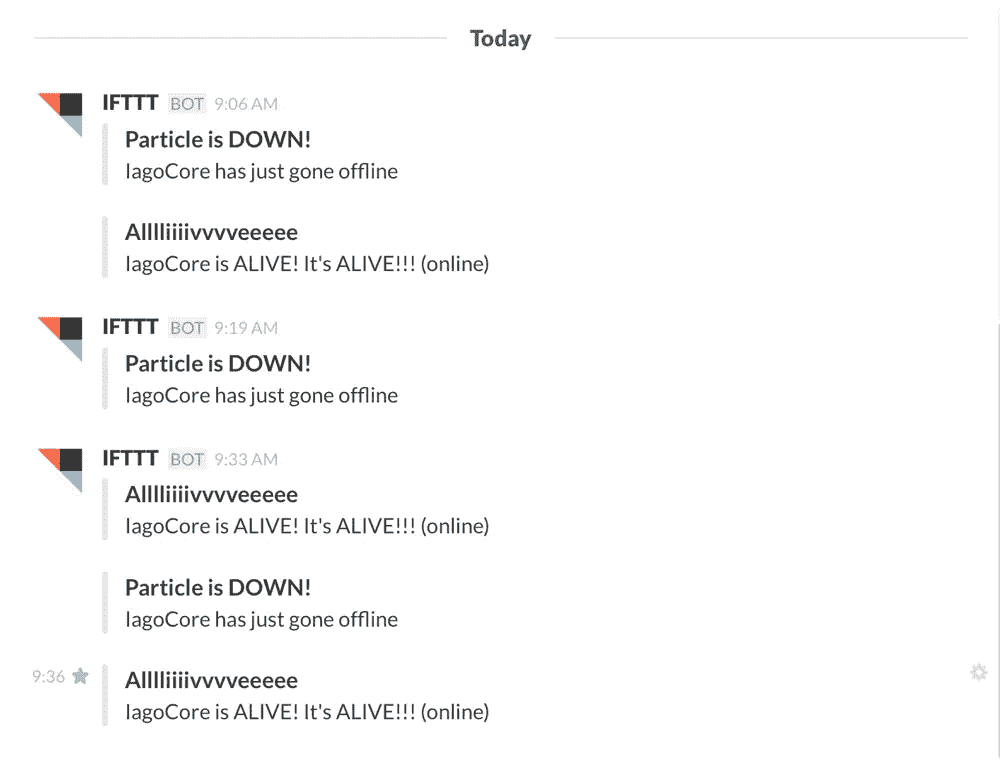 Today
IFTTT BOT 9:06 AM
Particle is DOWN!
IagoCore has just gone offline
Alllliiiivvvveeeee
IagoCore is ALIVE! It's ALIVE!!! (online)
IFTTT BOT 9:19 AM
Particle is DOWN!
IagoCore has just gone offline
IFTTT BOT 9:33 AM
Alllliiiivvvveeeee
IagoCore is ALIVE! It's ALIVE!!! (online)
Particle is DOWN!
IagoCore has just gone offline
9:36
Alllliiiivvvveeeee
IagoCore is ALIVE! It's ALIVE!!! (online)